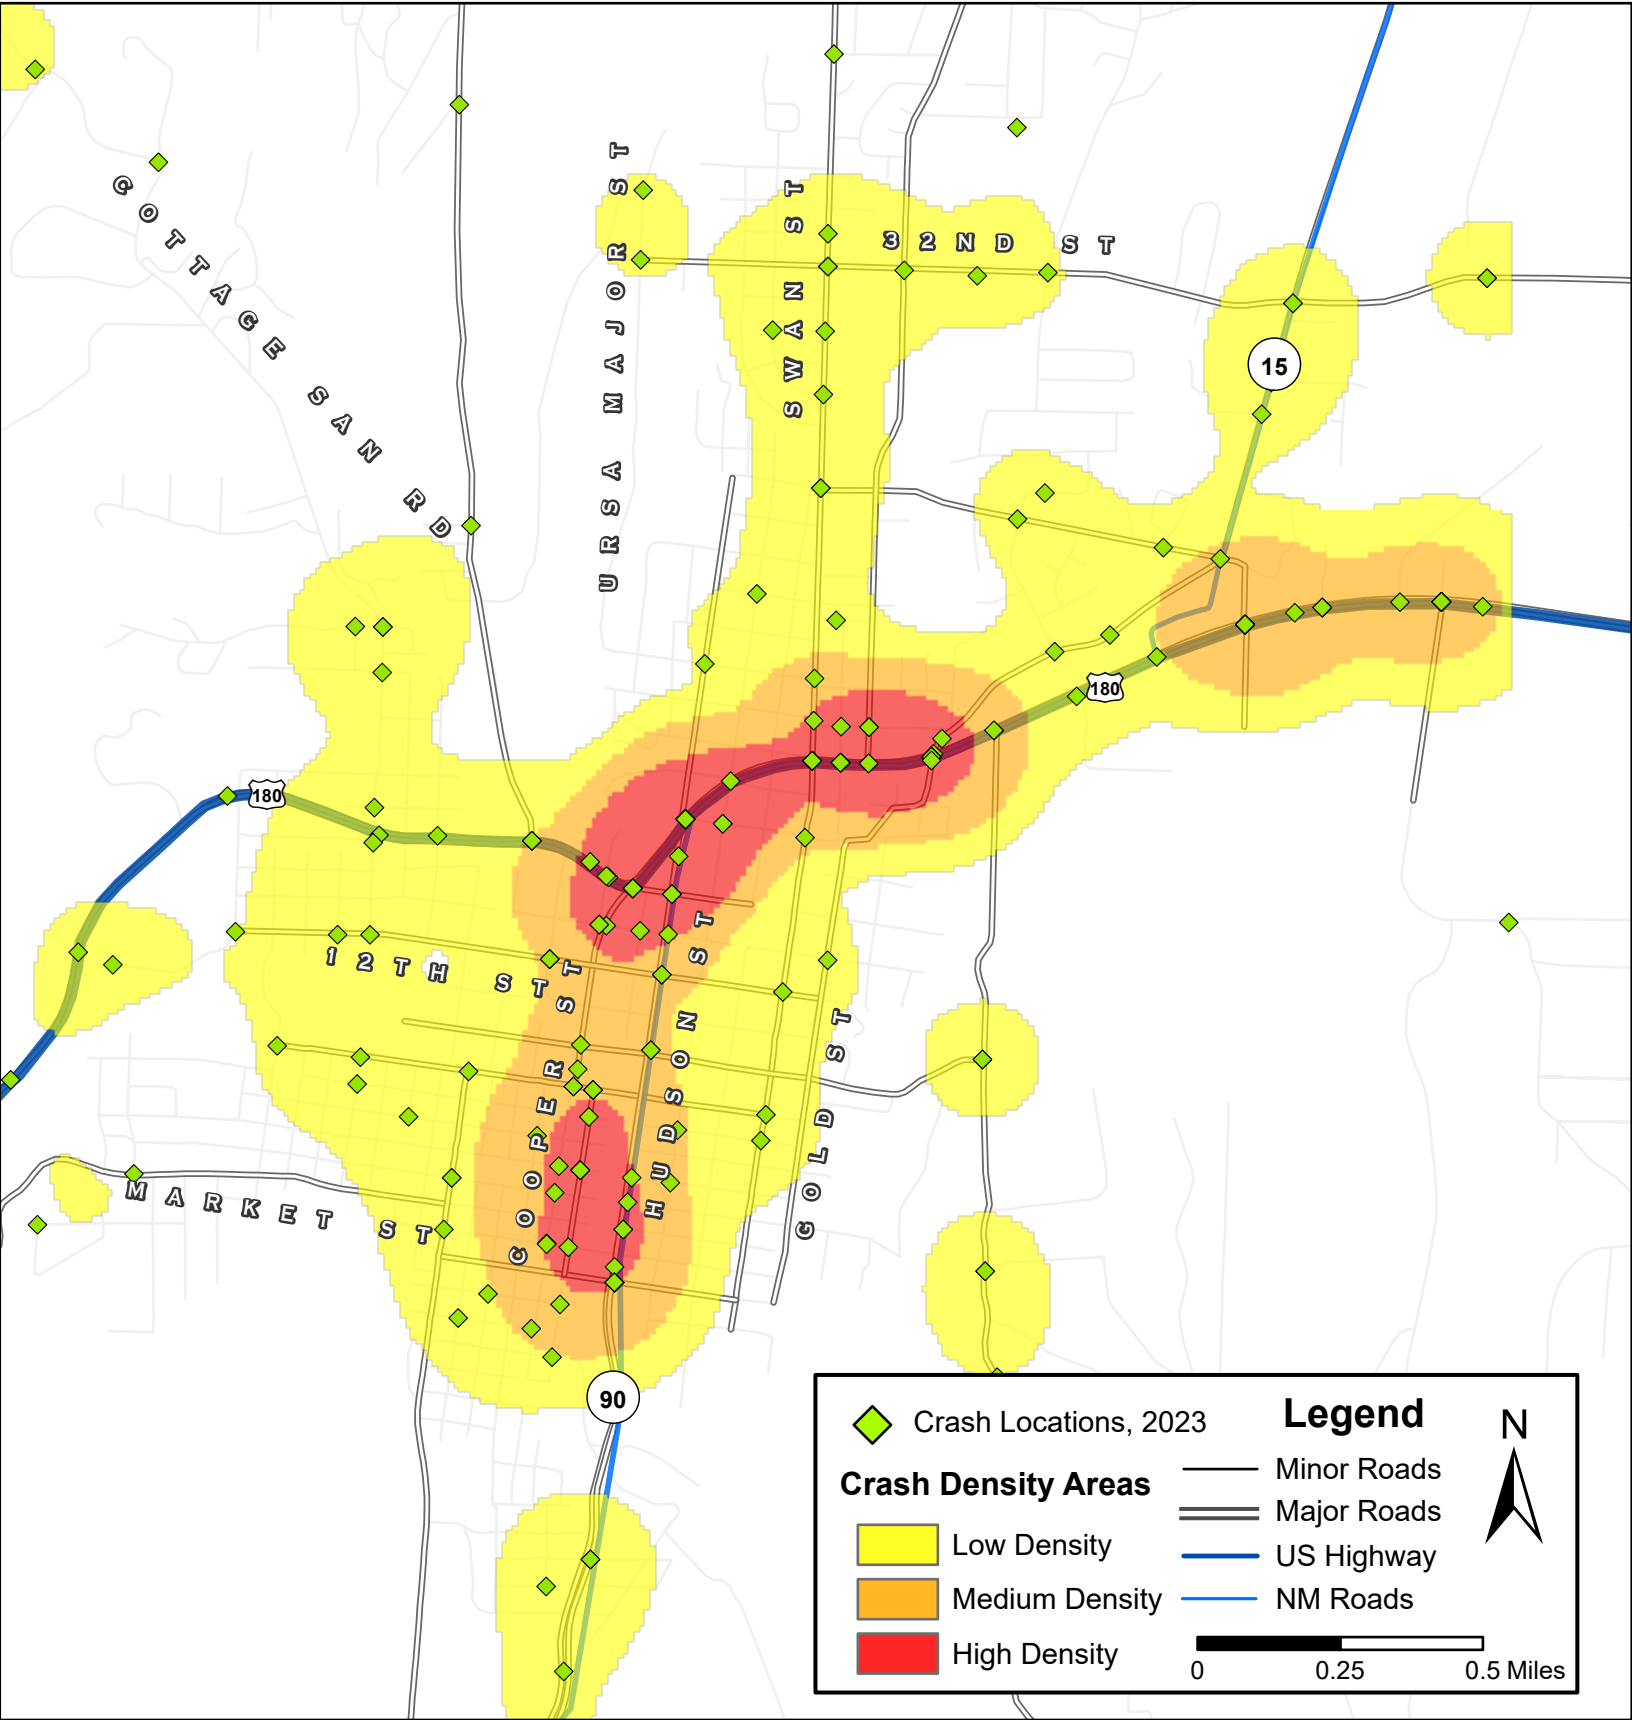 COTTAGE SAN RD
URSA MAJOR ST
SWAN ST
32ND ST
15
180
180
12TH ST
COOPER ST
HUDSON ST
GOLD ST
MARKET ST
90
Legend
N
Crash Locations, 2023
Crash Density Areas
Low Density
Medium Density
High Density
Minor Roads
Major Roads
US Highway
NM Roads
0 0.25 0.5 Miles